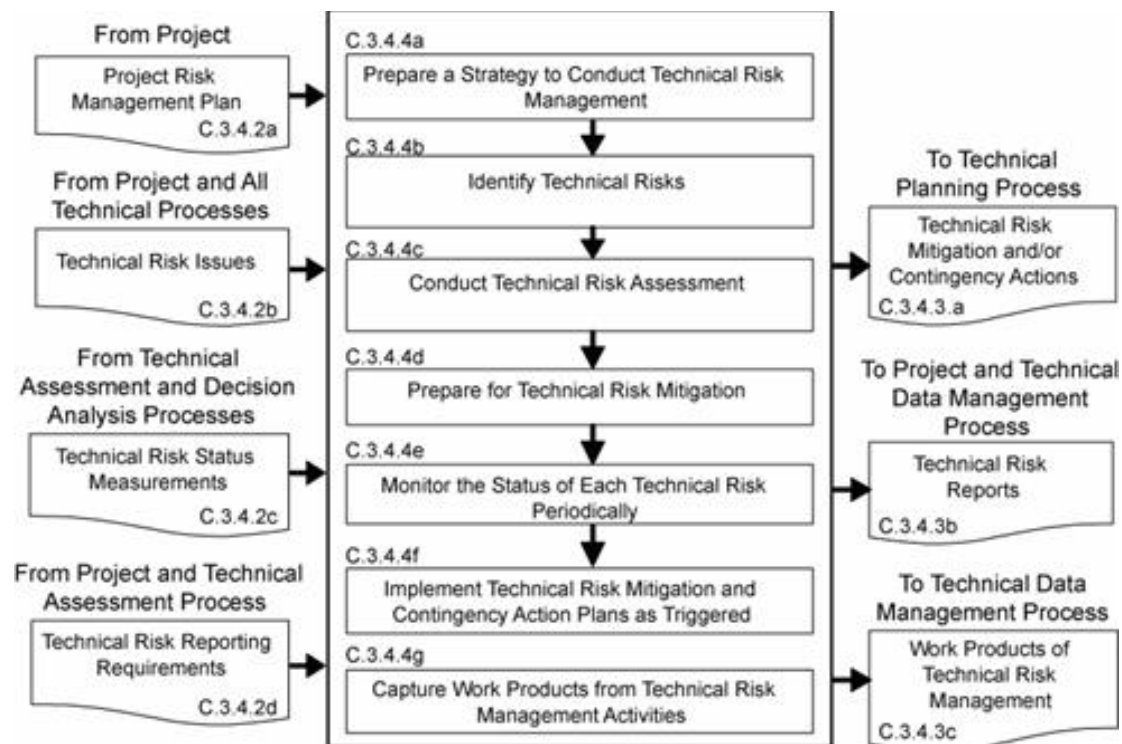 From Project
Project Risk
Management Plan
C.3.4.2a
From Project and All
Technical Processes
Technical Risk Issues
C.3.4.2b
From Technical
Assessment and Decision
Analysis Processes
Technical Risk Status
Measurements
C.3.4.2c
From Project and Technical
Assessment Process
Technical Risk Reporting
Requirements
C.3.4.2d
C.3.4.4a
Prepare a Strategy to Conduct Technical Risk
Management
C.3.4.4b
Identify Technical Risks
C.3.4.4c
Conduct Technical Risk Assessment
C.3.4.4d
Prepare for Technical Risk Mitigation
C.3.4.4e
Monitor the Status of Each Technical Risk
Periodically
C.3.4.4f
Implement Technical Risk Mitigation and
Contingency Action Plans as Triggered
C.3.4.4g
Capture Work Products from Technical Risk
Management Activities
To Technical
Planning Process
Technical Risk
Mitigation and/or
Contingency Actions
C.3.4.3.a
To Project and Technical
Data Management
Process
Technical Risk
Reports
C.3.4.3b
To Technical Data
Management Process
Work Products of
Technical Risk
Management
C.3.4.3c